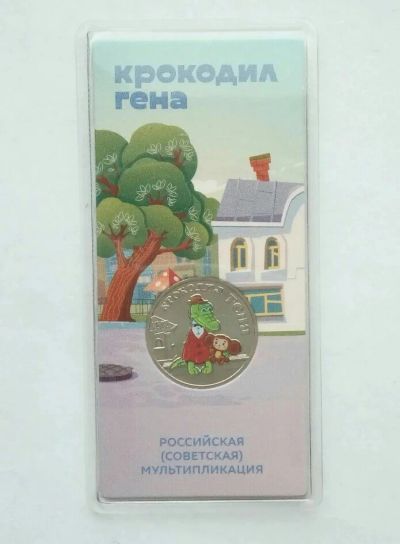 крокодил
гена
крокодил гена
РОССИЙСКАЯ
(СОВЕТСКАЯ)
МУЛЬТИПЛИКАЦИЯ